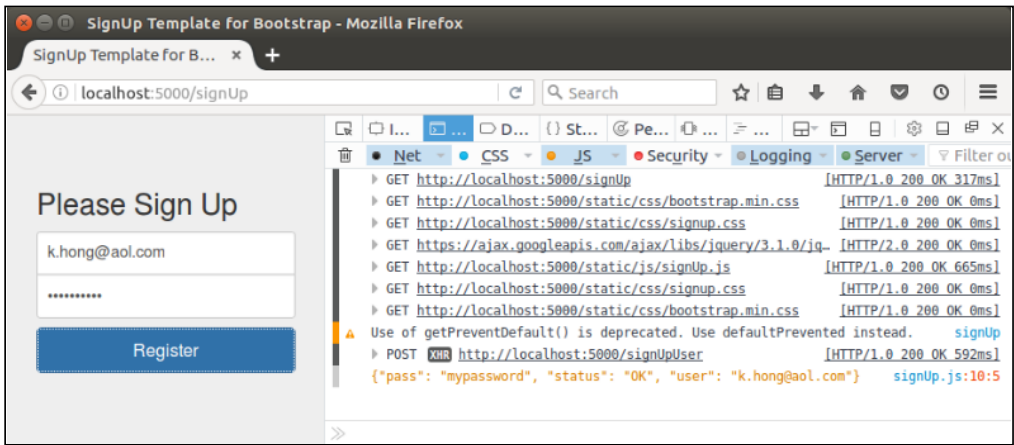 SignUp Template for Bootstrap - Mozilla Firefox
SignUp Template for B...
localhost:5000/signUp
Search
I... ... D... {} St... Pe... ... ...
Net CSS JS Security Logging Server Filter ou
Please Sign Up
k.hong@aol.com
••••••••••
Register
GET http://localhost:5000/signUp [HTTP/1.0 200 OK 317ms]
GET http://localhost:5000/static/css/bootstrap.min.css [HTTP/1.0 200 OK 0ms]
GET http://localhost:5000/static/css/signup.css [HTTP/1.0 200 OK 0ms]
GET https://ajax.googleapis.com/ajax/libs/jquery/3.1.0/jq… [HTTP/2.0 200 OK 0ms]
GET http://localhost:5000/static/js/signUp.js [HTTP/1.0 200 OK 665ms]
GET http://localhost:5000/static/css/signup.css [HTTP/1.0 200 OK 0ms]
GET http://localhost:5000/static/css/bootstrap.min.css [HTTP/1.0 200 OK 0ms]
Use of getPreventDefault() is deprecated. Use defaultPrevented instead. signUp
POST XHR http://localhost:5000/signUpUser [HTTP/1.0 200 OK 592ms]
{"pass": "mypassword", "status": "OK", "user": "k.hong@aol.com"} signUp.js:10:5